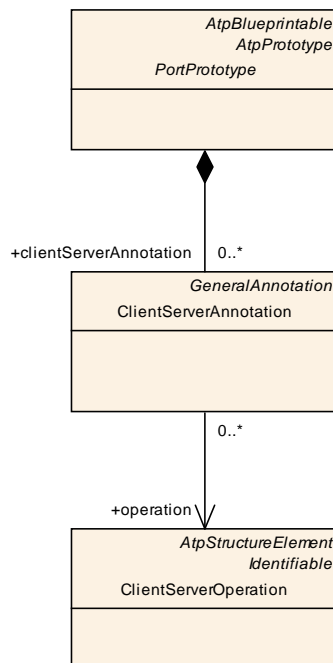 AtpBlueprintable
AtpPrototype
PortPrototype
+clientServerAnnotation 0..*
GeneralAnnotation
ClientServerAnnotation
0..*
+operation
AtpStructureElement
Identifiable
ClientServerOperation